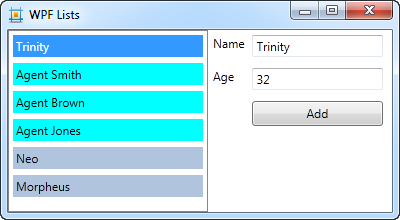 WPF Lists
Trinity
Agent Smith
Agent Brown
Agent Jones
Neo
Morpheus
Name Trinity
Age 32
Add